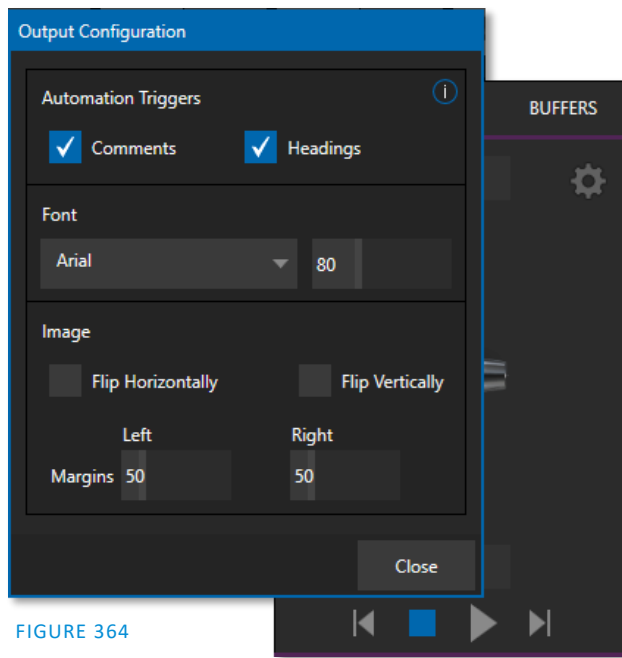 Output Configuration
Automation Triggers
i
BUFFERS
Comments Headings
Font
Arial 80
Image
Flip Horizontally Flip Vertically
Left Right
Margins 50 50
Close
FIGURE 364